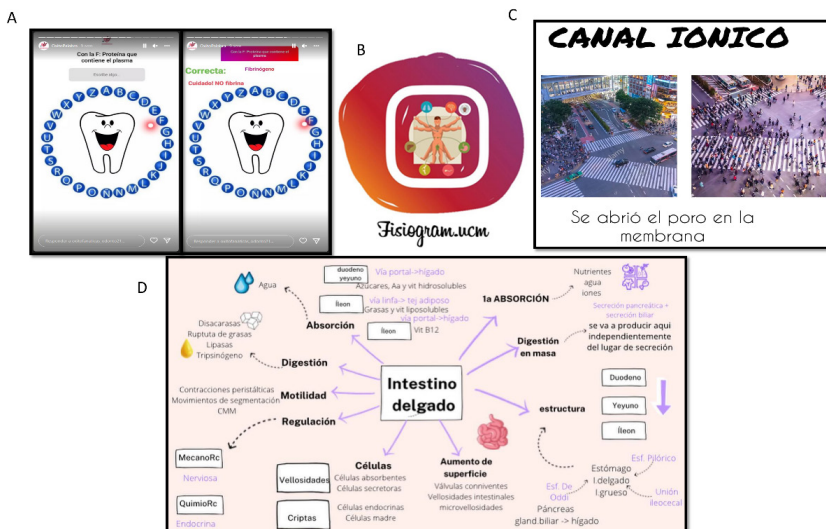 A
Con la F: Proteina que
contiene el plasma
Escribe algo...
A
B
C
D
E
F
G
H
I
J
K
L
M
N
N
O
P
Q
R
S
T
U
V
W
X
Y
Z
Con la F: Proteina que contiene el
plasma
Correcta:
Fibrinógeno
Cuidado! NO fibrina
A
B
C
D
E
F
G
H
I
J
K
L
M
N
N
O
P
Q
R
S
T
U
V
W
X
Y
Z
B
Fisiogram.ucm
C
CANAL IONICO
Se abrió el poro en la
membrana
D
Intestino
delgado
Agua
Absorción
duodeno
yeyuno
Vía portal->hígado
Azúcares, Aa y vit hidrosolubles
Íleon
vía linfa-> tej adiposo
Grasas y vit liposolubles
Íleon
vía portal->hígado
Vit B12
Disacarasas
Ruptuta de grasas
Lipasas
Tripsinógeno
Digestión
Contracciones peristálticas
Movimientos de segmentación
CMM
Motilidad
Regulación
MecanoRc
Nerviosa
QuimioRc
Endocrina
Células
Vellosidades
Células absorbentes
Células secretoras
Criptas
Células endocrinas
Células madre
Aumento de
superficie
Válvulas conniventes
Vellosidades intestinales
microvellosidades
1a ABSORCIÓN
Nutrientes
agua
iones
Digestión
en masa
Secreción pancreática +
secreción biliar
se va a producir aqui
independientemente
del lugar de secreción
estructura
Duodeno
Yeyuno
Íleon
Esf. Pilórico
Estómago
I.delgado
I.grueso
Esf. De
Oddi
Unión
ileocecal
Páncreas
gland.biliar -> hígado